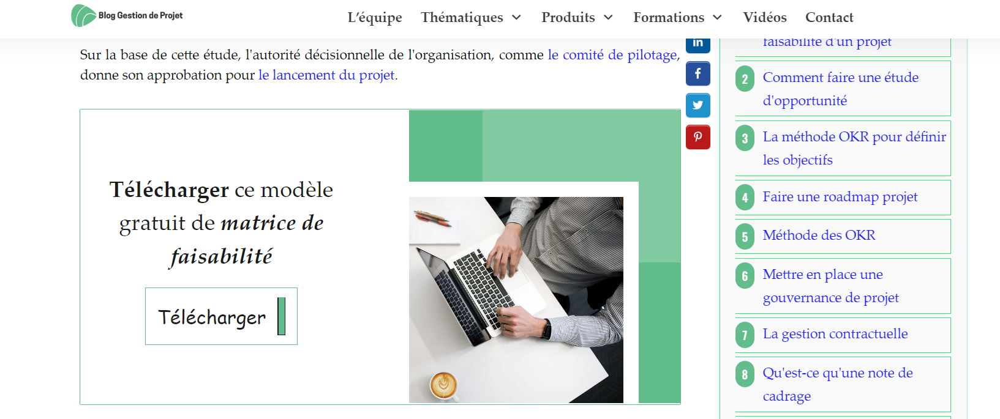 Blog Gestion de Projet
L’équipe Thématiques Produits Formations Vidéos Contact
Sur la base de cette étude, l'autorité décisionnelle de l'organisation, comme le comité de pilotage,
donne son approbation pour le lancement du projet.
Télécharger ce modèle
gratuit de matrice de
faisabilité
Télécharger
in
f
faisabilité d'un projet
2 Comment faire une étude
d'opportunité
3 La méthode OKR pour définir
les objectifs
4 Faire une roadmap projet
5 Méthode des OKR
6 Mettre en place une
gouvernance de projet
7 La gestion contractuelle
8 Qu'est-ce qu'une note de
cadrage